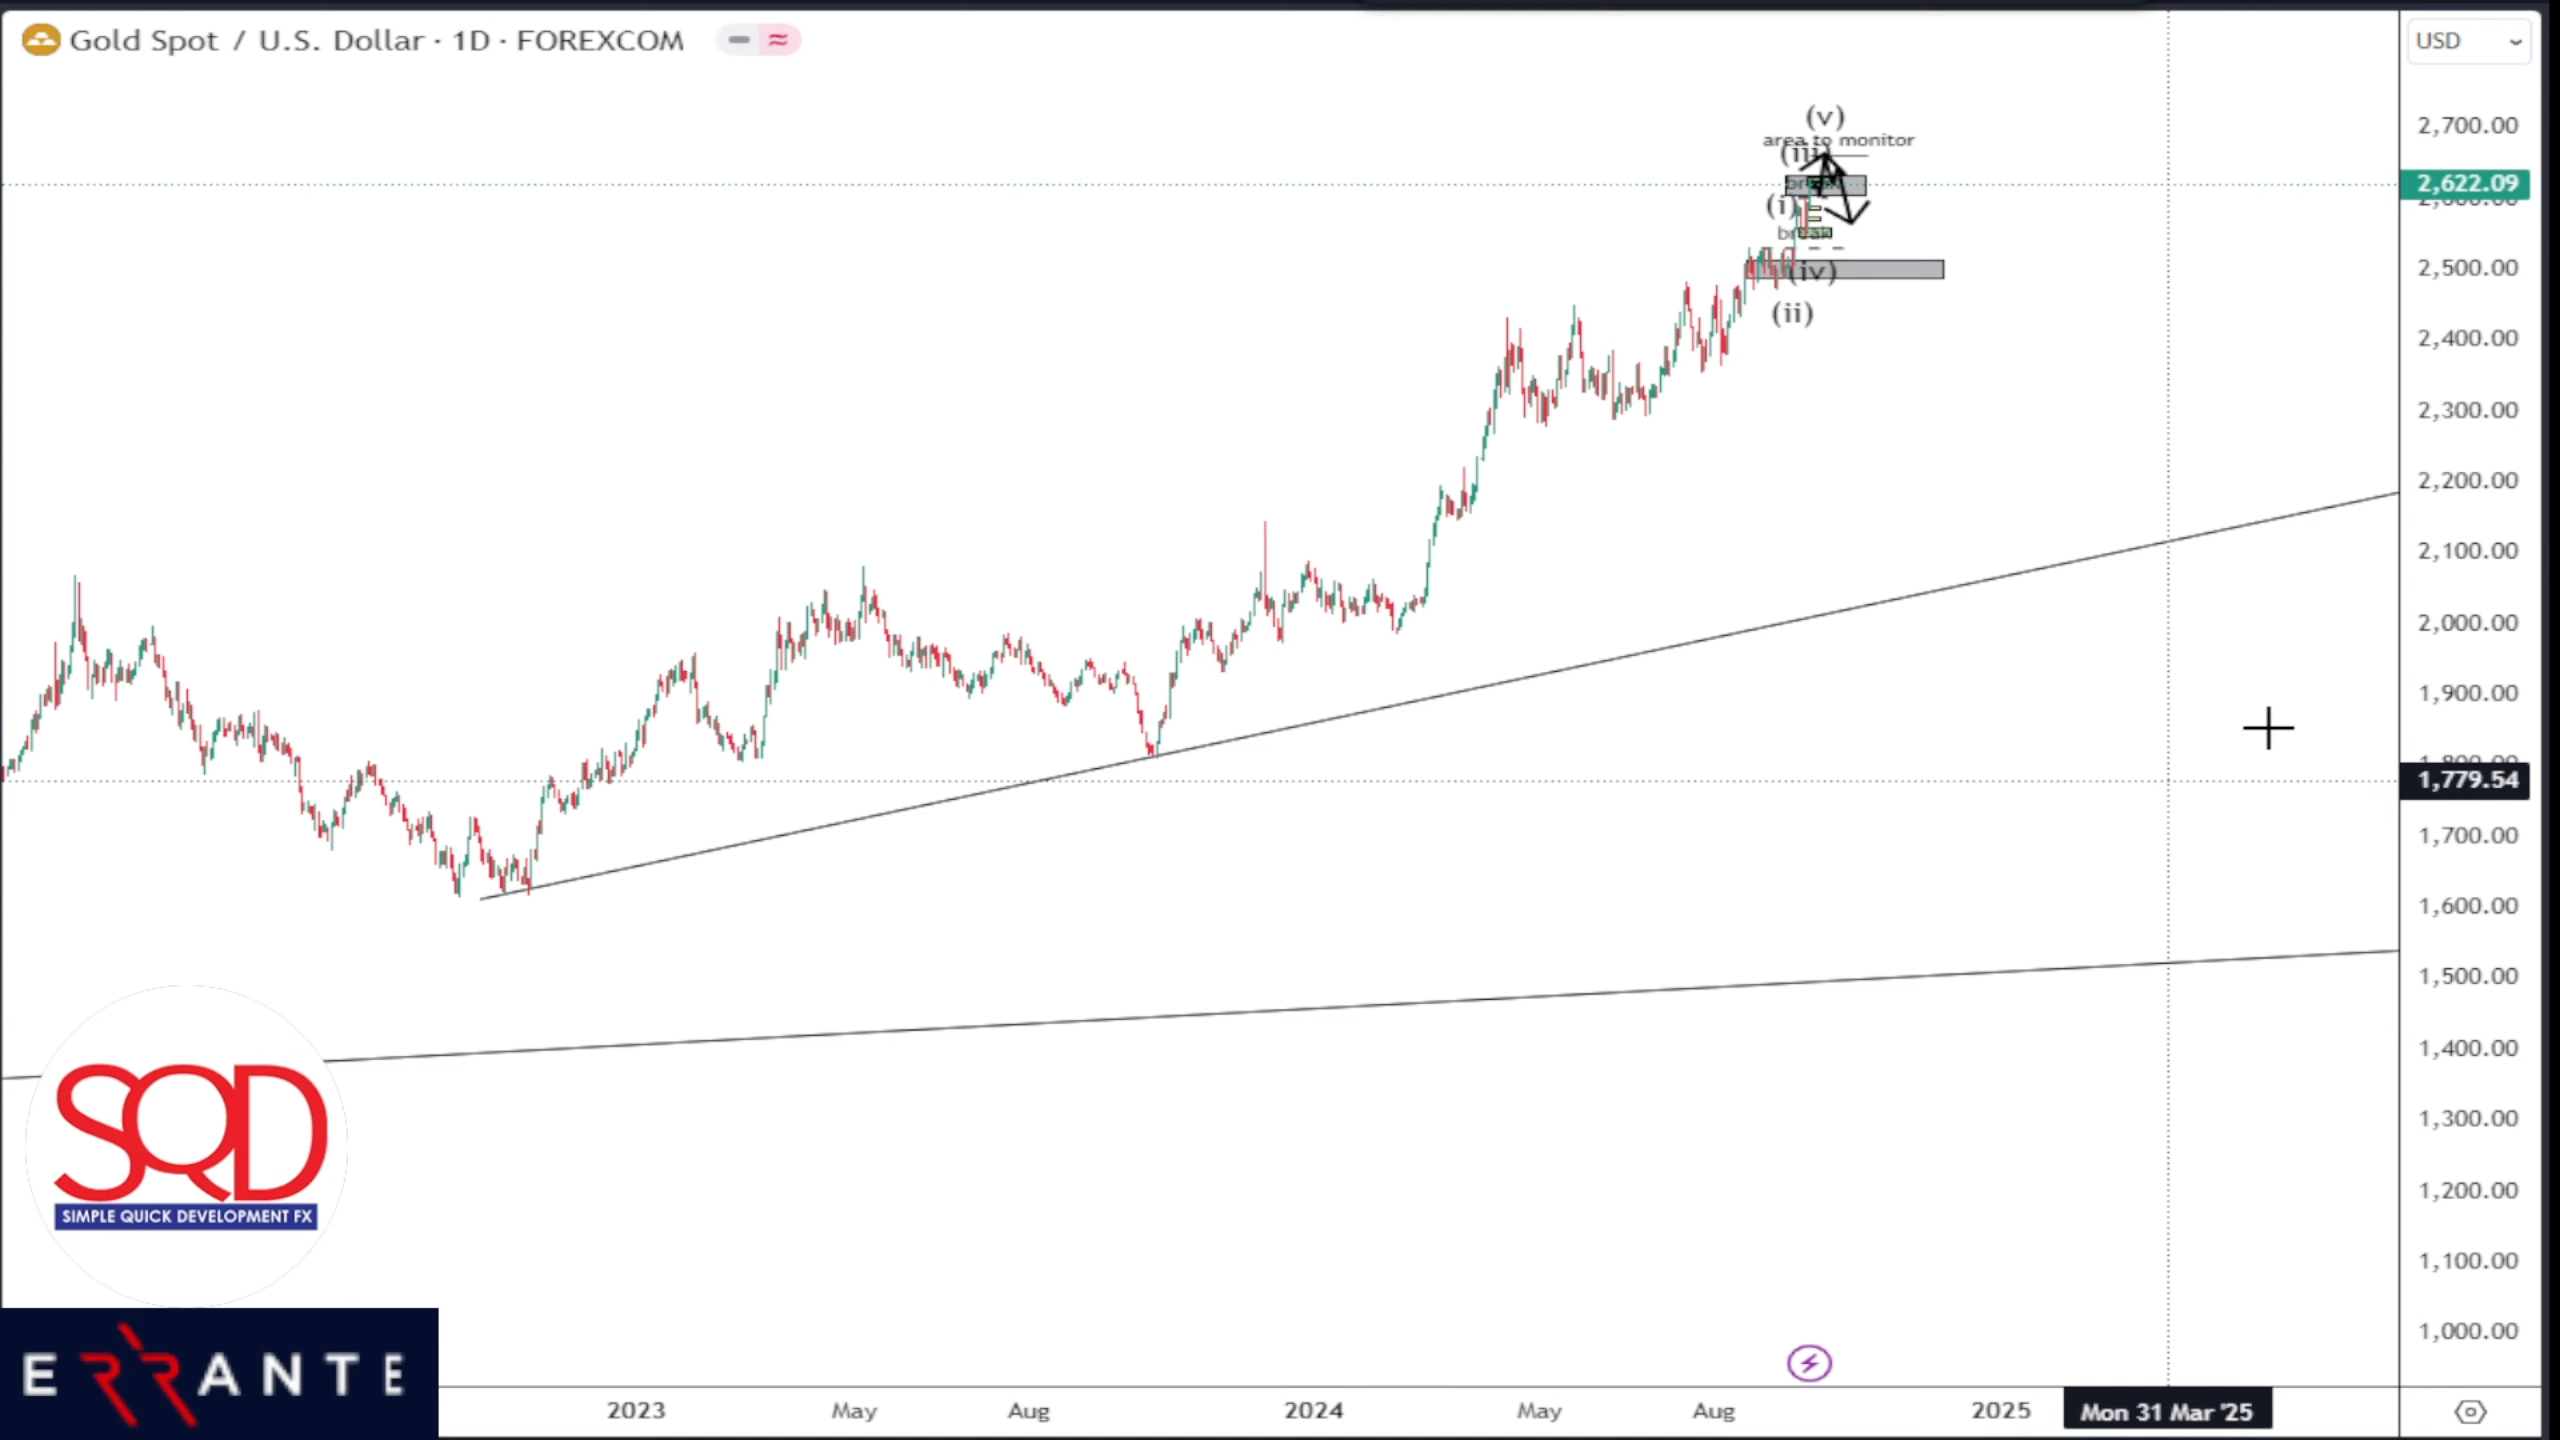 Gold Spot / U.S. Dollar · 1D · FOREXCOM
USD
(v)
area to monitor
(iii)
2,700.00
2,622.09
(i)
break
2,500.00
(iv)
(ii)
2,400.00
2,300.00
2,200.00
2,100.00
2,000.00
1,900.00
1,779.54
1,700.00
1,600.00
1,500.00
1,400.00
1,300.00
1,200.00
1,100.00
1,000.00
SQD
SIMPLE QUICK DEVELOPMENT FX
ERRANTE
2023
May
Aug
2024
May
Aug
2025
Mon 31 Mar '25